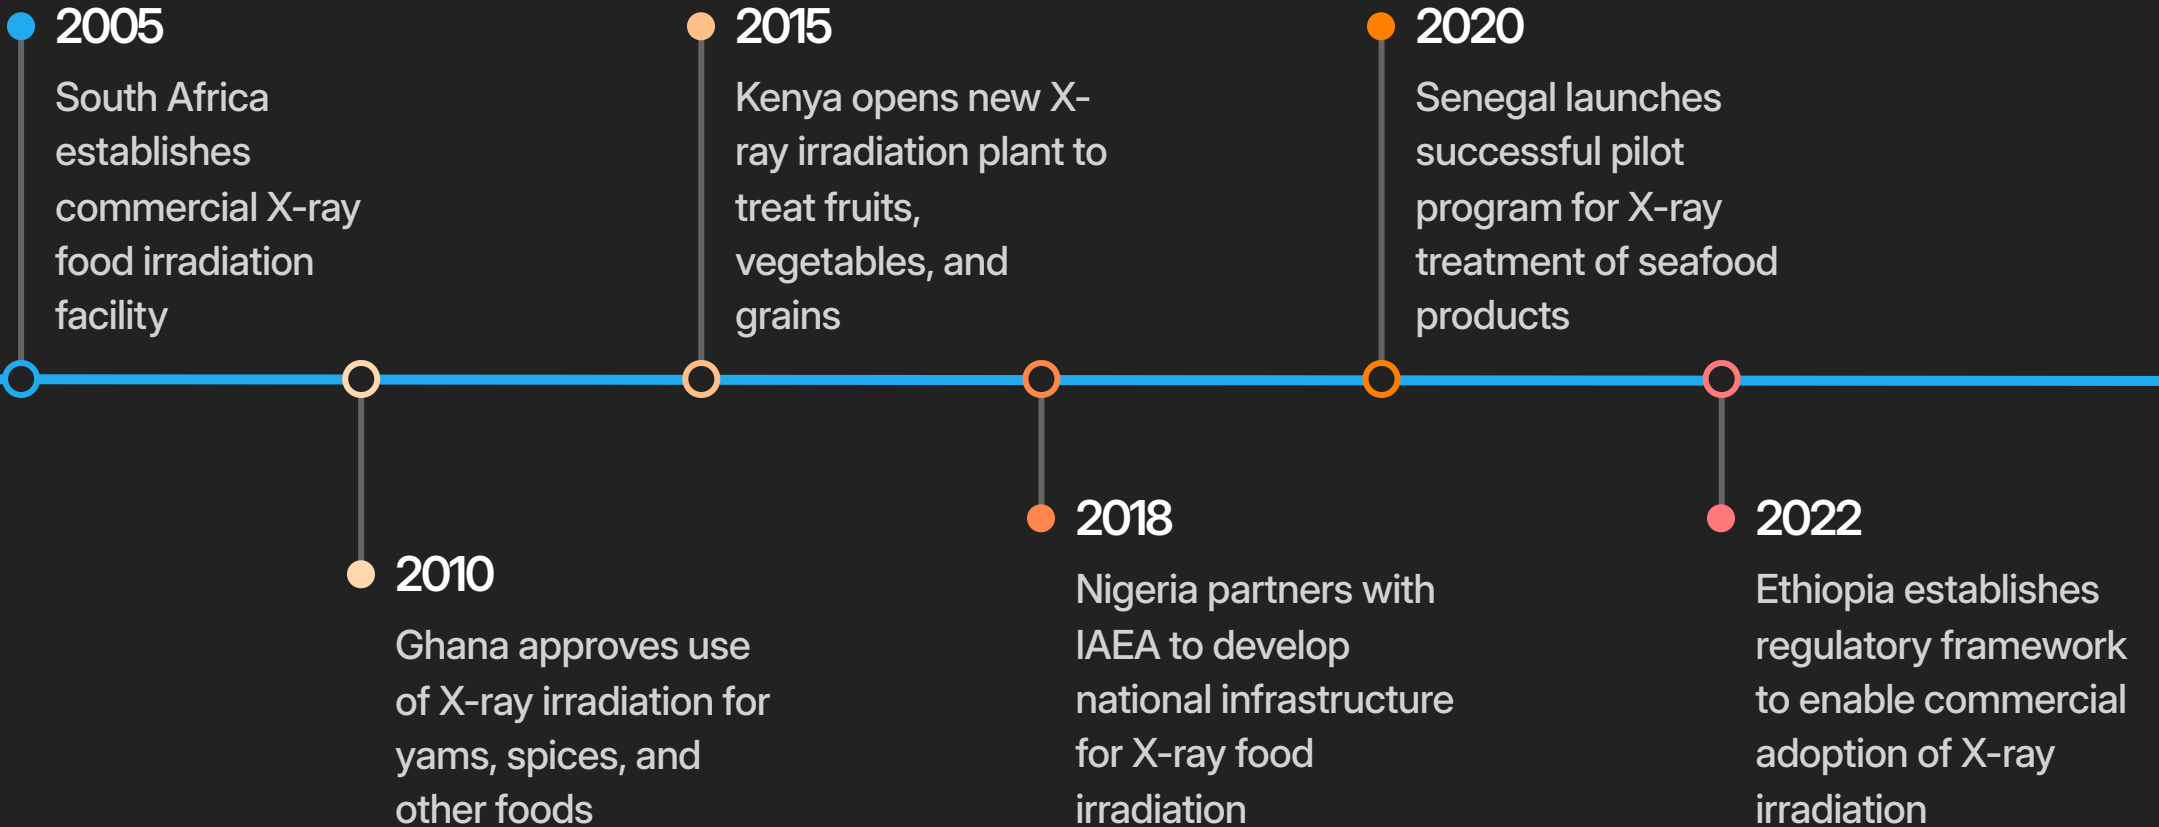 2005
South Africa
establishes
commercial X-ray
food irradiation
facility
2010
Ghana approves use
of X-ray irradiation for
yams, spices, and
other foods
2015
Kenya opens new X-
ray irradiation plant to
treat fruits,
vegetables, and
grains
2018
Nigeria partners with
IAEA to develop
national infrastructure
for X-ray food
irradiation
2020
Senegal launches
successful pilot
program for X-ray
treatment of seafood
products
2022
Ethiopia establishes
regulatory framework
to enable commercial
adoption of X-ray
irradiation